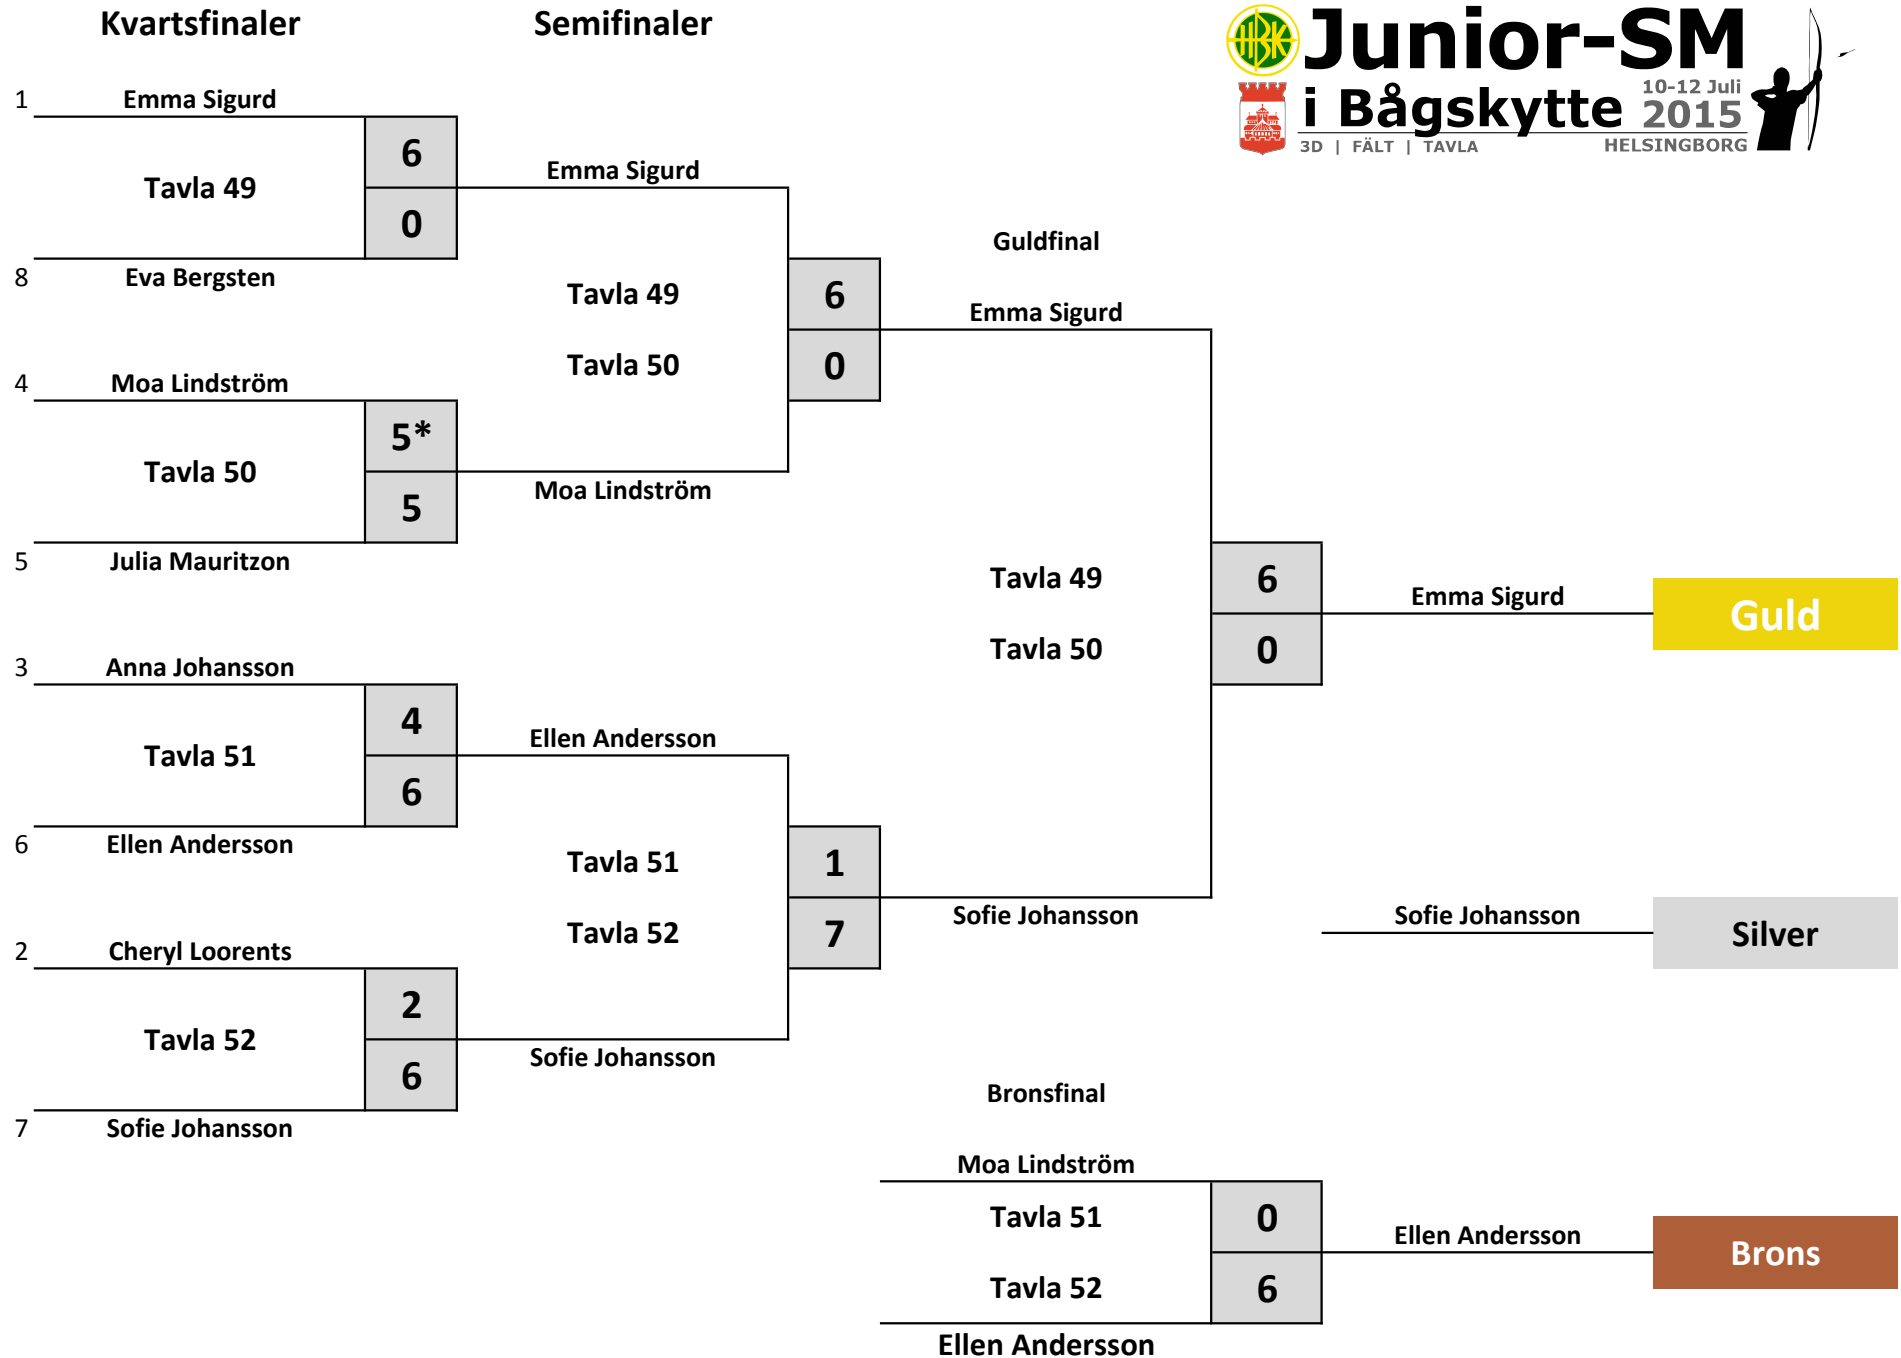 Kvartsfinaler
Semifinaler
HBK
Junior-SM
i Bågskytte
10-12 Juli
2015
3D | FÄLT | TAVLA
HELSINGBORG
1
Emma Sigurd
6
Tavla 49
0
8
Eva Bergsten
4
Moa Lindström
5*
Tavla 50
5
5
Julia Mauritzon
3
Anna Johansson
4
Tavla 51
6
6
Ellen Andersson
2
Cheryl Loorents
2
Tavla 52
6
7
Sofie Johansson
Emma Sigurd
Tavla 49
6
Tavla 50
0
Moa Lindström
Ellen Andersson
Tavla 51
1
Tavla 52
7
Sofie Johansson
Guldfinal
Emma Sigurd
Tavla 49
6
Tavla 50
0
Sofie Johansson
Emma Sigurd
Guld
Sofie Johansson
Silver
Bronsfinal
Moa Lindström
Tavla 51
0
Tavla 52
6
Ellen Andersson
Ellen Andersson
Brons